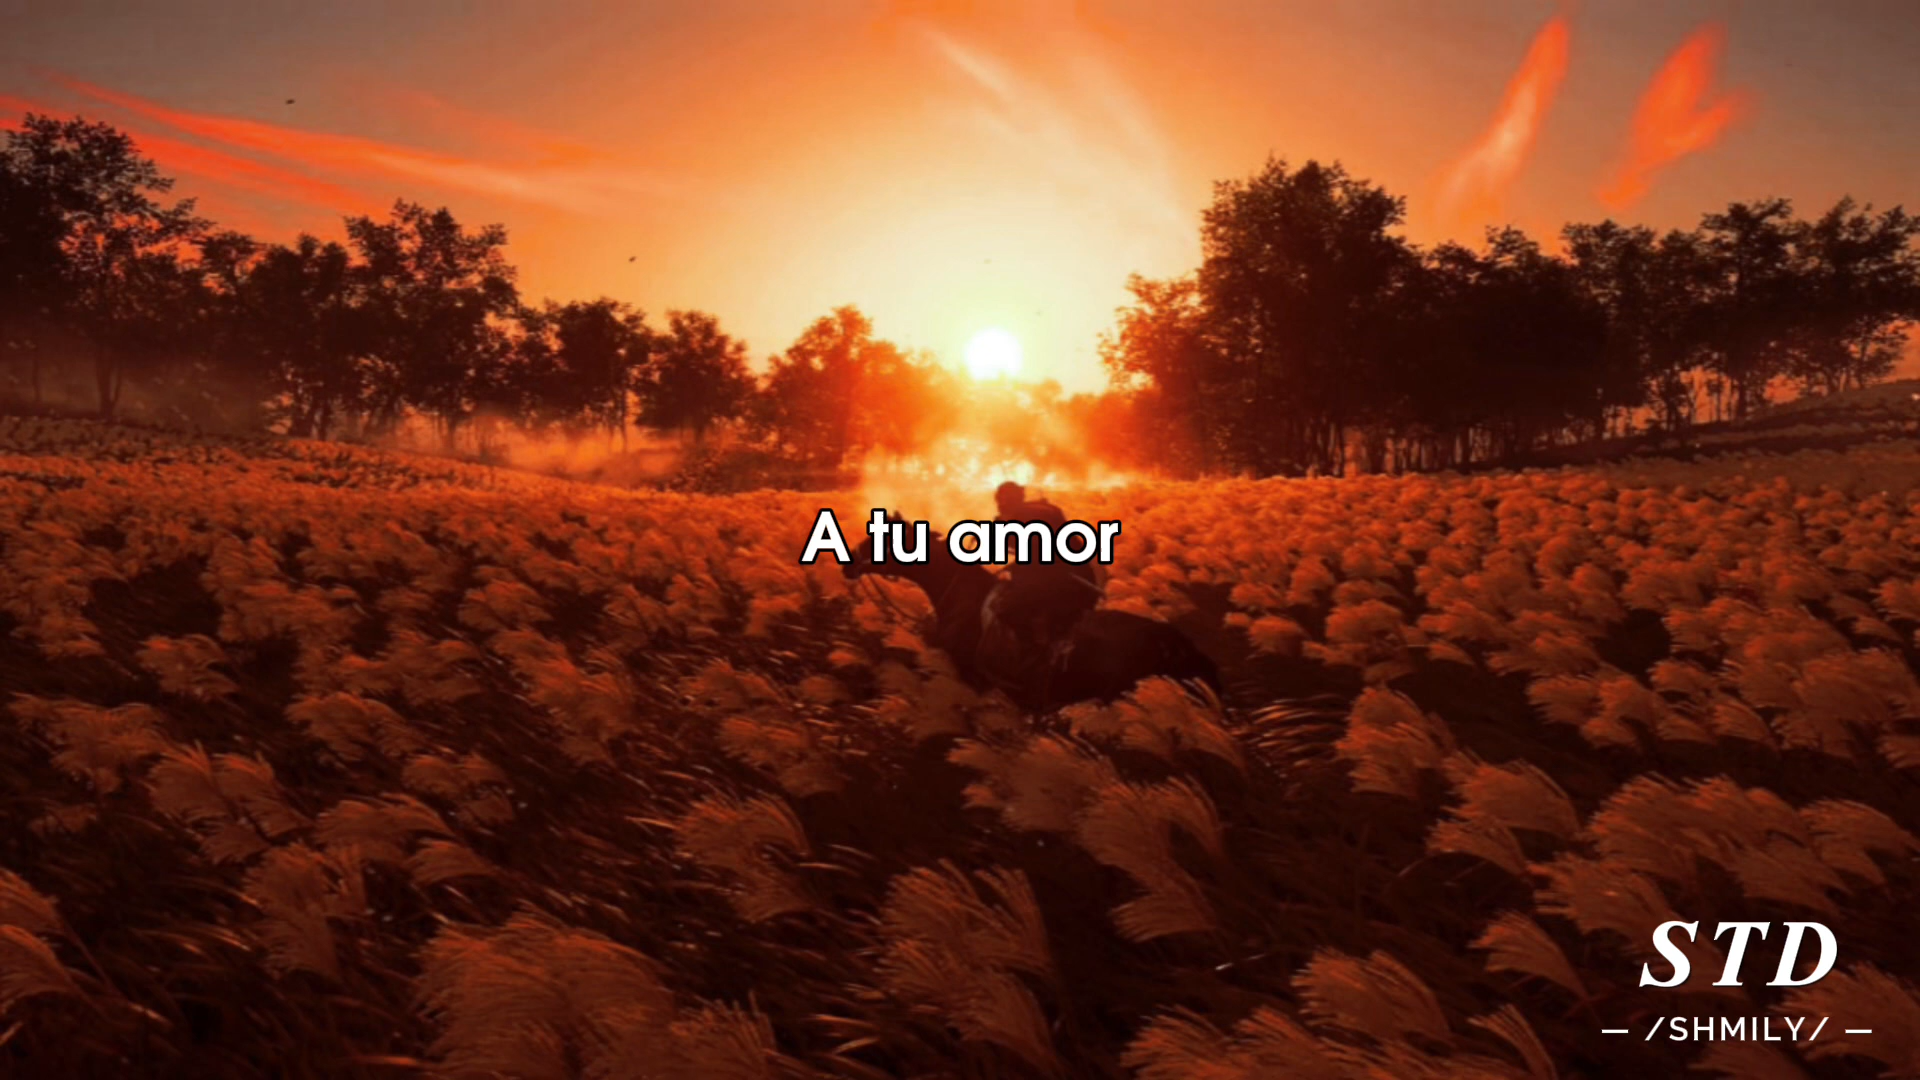 A tu amor
STD
— /SHMILY/ —